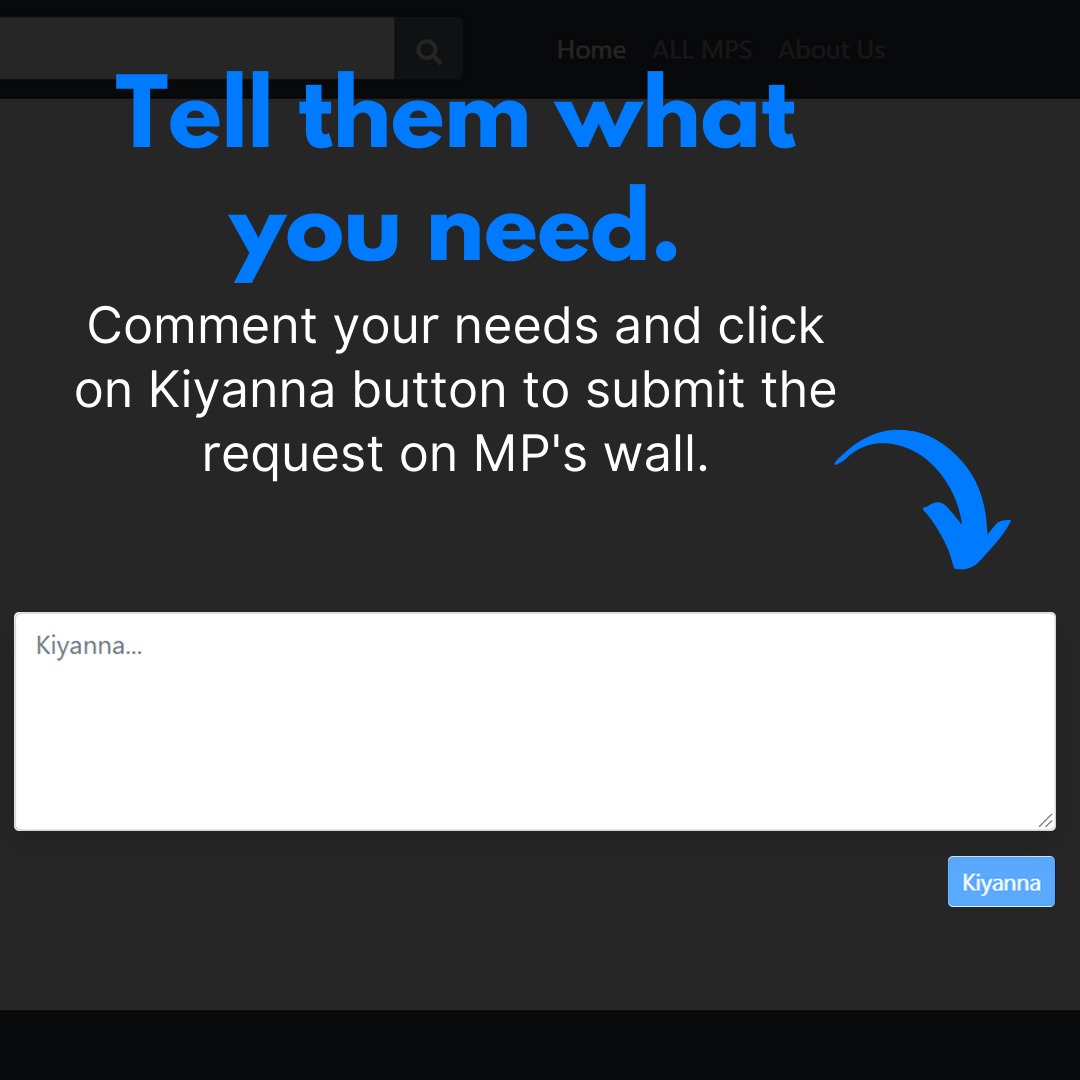 Home ALL MPS About Us
Tell them what
you need.
Comment your needs and click
on Kiyanna button to submit the
request on MP's wall.
Kiyanna...
Kiyanna